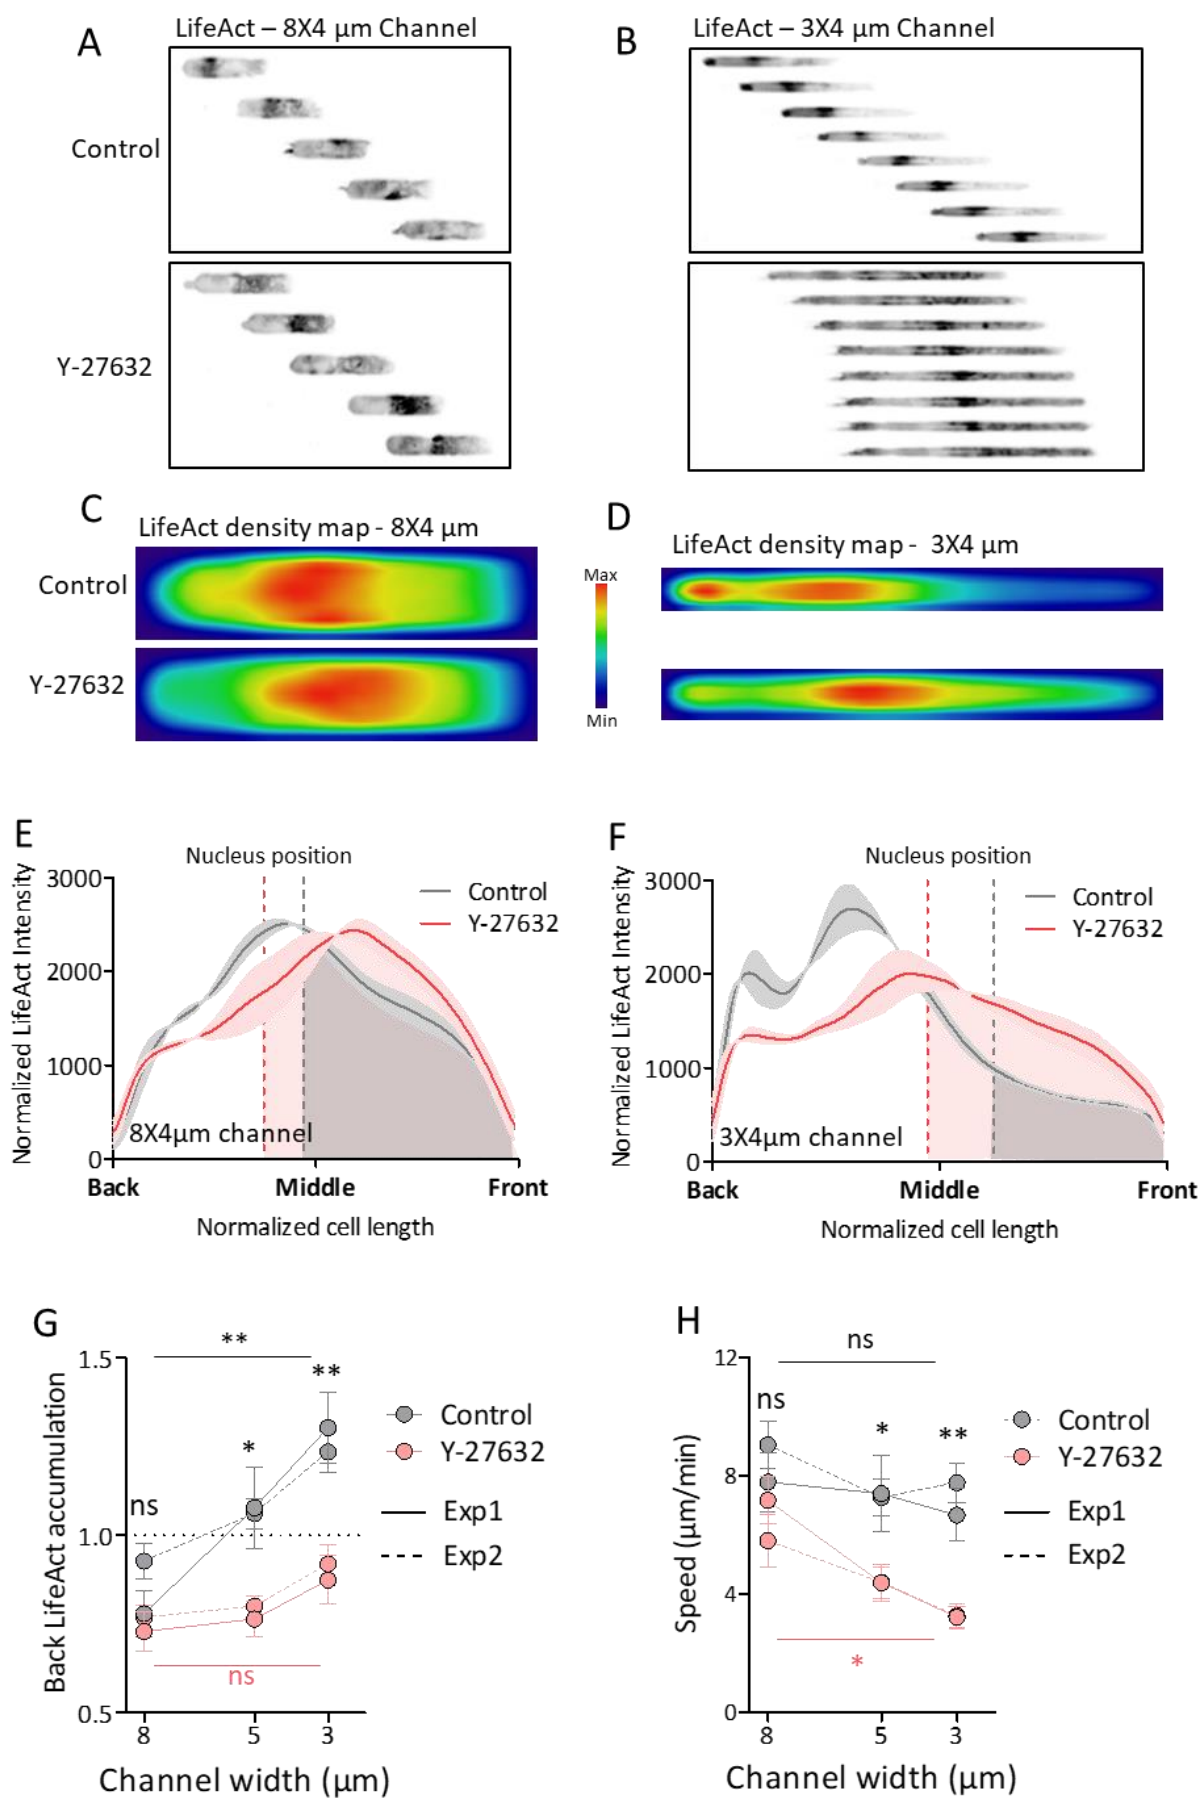 A
LifeAct – 8X4 µm Channel
B
LifeAct – 3X4 µm Channel
Control
Y-27632
C
LifeAct density map - 8X4 µm
D
LifeAct density map - 3X4 µm
Control
Y-27632
Max
Min
E
Nucleus position
Normalized LifeAct Intensity
3000
2000
1000
0
Control
Y-27632
8X4µm channel
Back
Middle
Front
Normalized cell length
F
Nucleus position
Normalized LifeAct Intensity
3000
2000
1000
0
Control
Y-27632
3X4µm channel
Back
Middle
Front
Normalized cell length
G
Back LifeAct accumulation
1.5
1.0
0.5
**
**
*
ns
ns
Control
Y-27632
Exp1
Exp2
8
5
3
Channel width (µm)
H
Speed (µm/min)
12
8
4
0
ns
ns
*
**
*
Control
Y-27632
Exp1
Exp2
8
5
3
Channel width (µm)